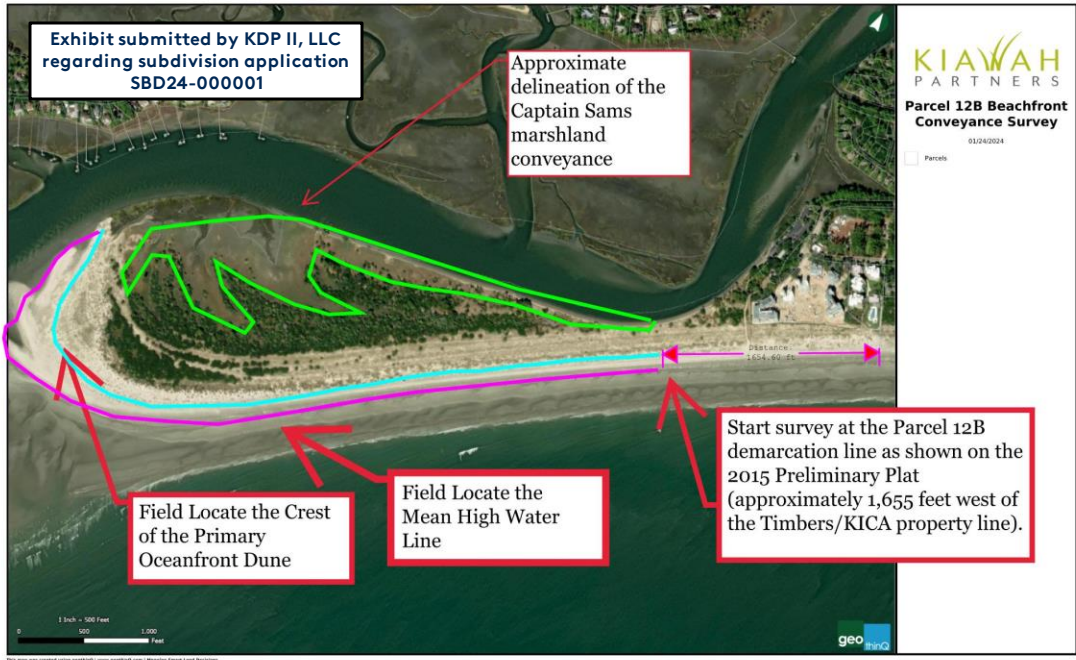 Exhibit submitted by KDP II, LLC
regarding subdivision application
SBD24-000001
Approximate
delineation of the
Captain Sams
marshland
conveyance
KIAWAH
PARTNERS
Parcel 12B Beachfront
Conveyance Survey
01/24/2024
Parcels
Distance:
1654.60 ft
Start survey at the Parcel 12B
demarcation line as shown on the
2015 Preliminary Plat
(approximately 1,655 feet west of
the Timbers/KICA property line).
Field Locate the
Mean High Water
Line
Field Locate the Crest
of the Primary
Oceanfront Dune
1 Inch = 500 Feet
0 500 1,000
Feet
geo thinQ